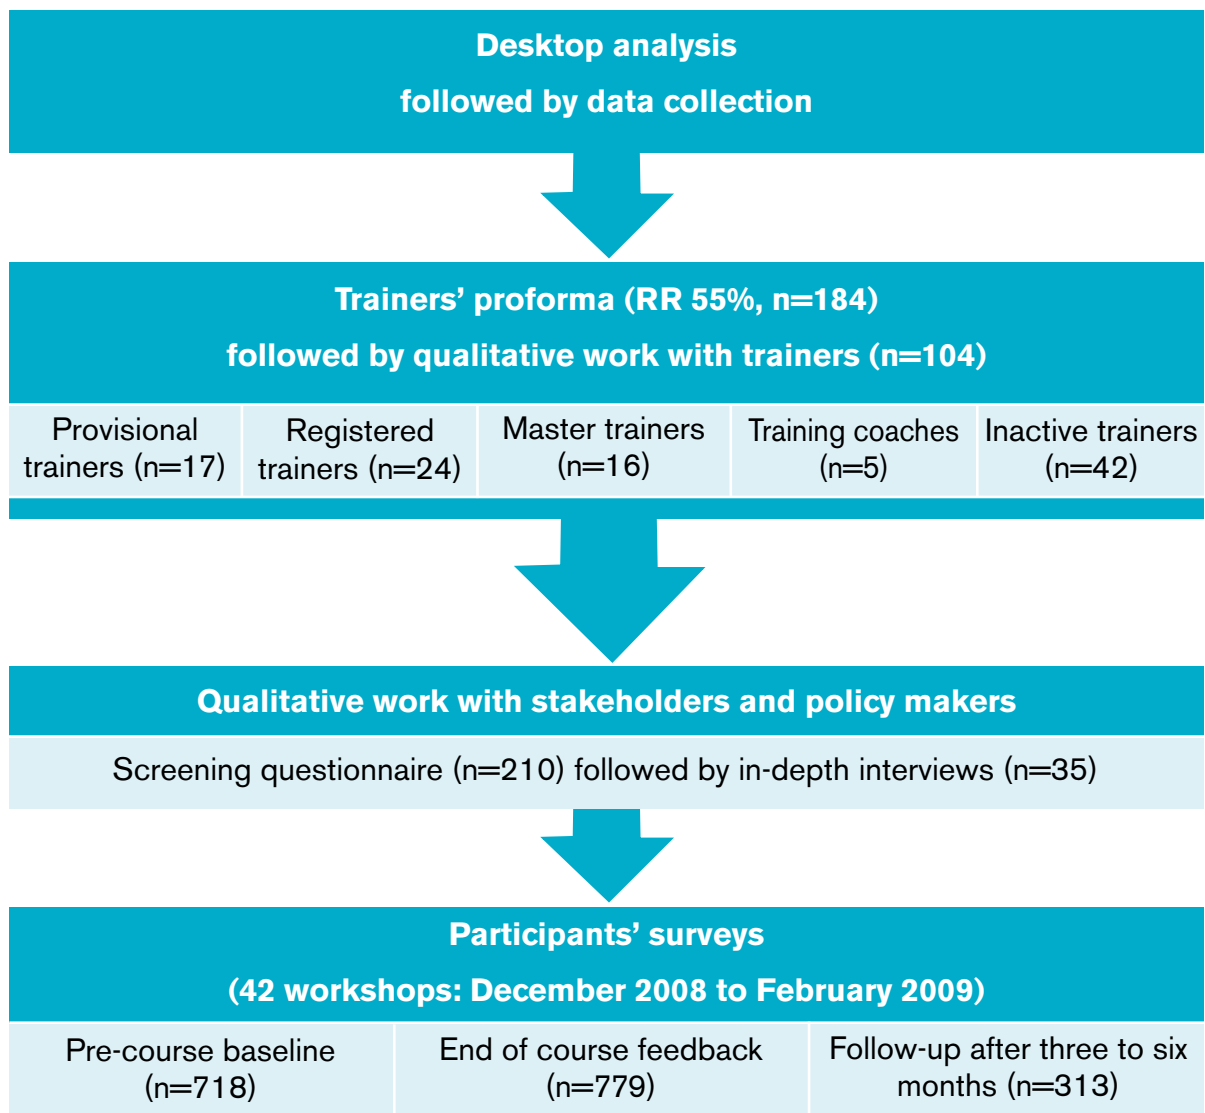 Desktop analysis
followed by data collection
Trainers’ proforma (RR 55%, n=184)
followed by qualitative work with trainers (n=104)
Provisional
trainers (n=17)
Registered
trainers (n=24)
Master trainers
(n=16)
Training coaches
(n=5)
Inactive trainers
(n=42)
Qualitative work with stakeholders and policy makers
Screening questionnaire (n=210) followed by in-depth interviews (n=35)
Participants’ surveys
(42 workshops: December 2008 to February 2009)
Pre-course baseline
(n=718)
End of course feedback
(n=779)
Follow-up after three to six
months (n=313)